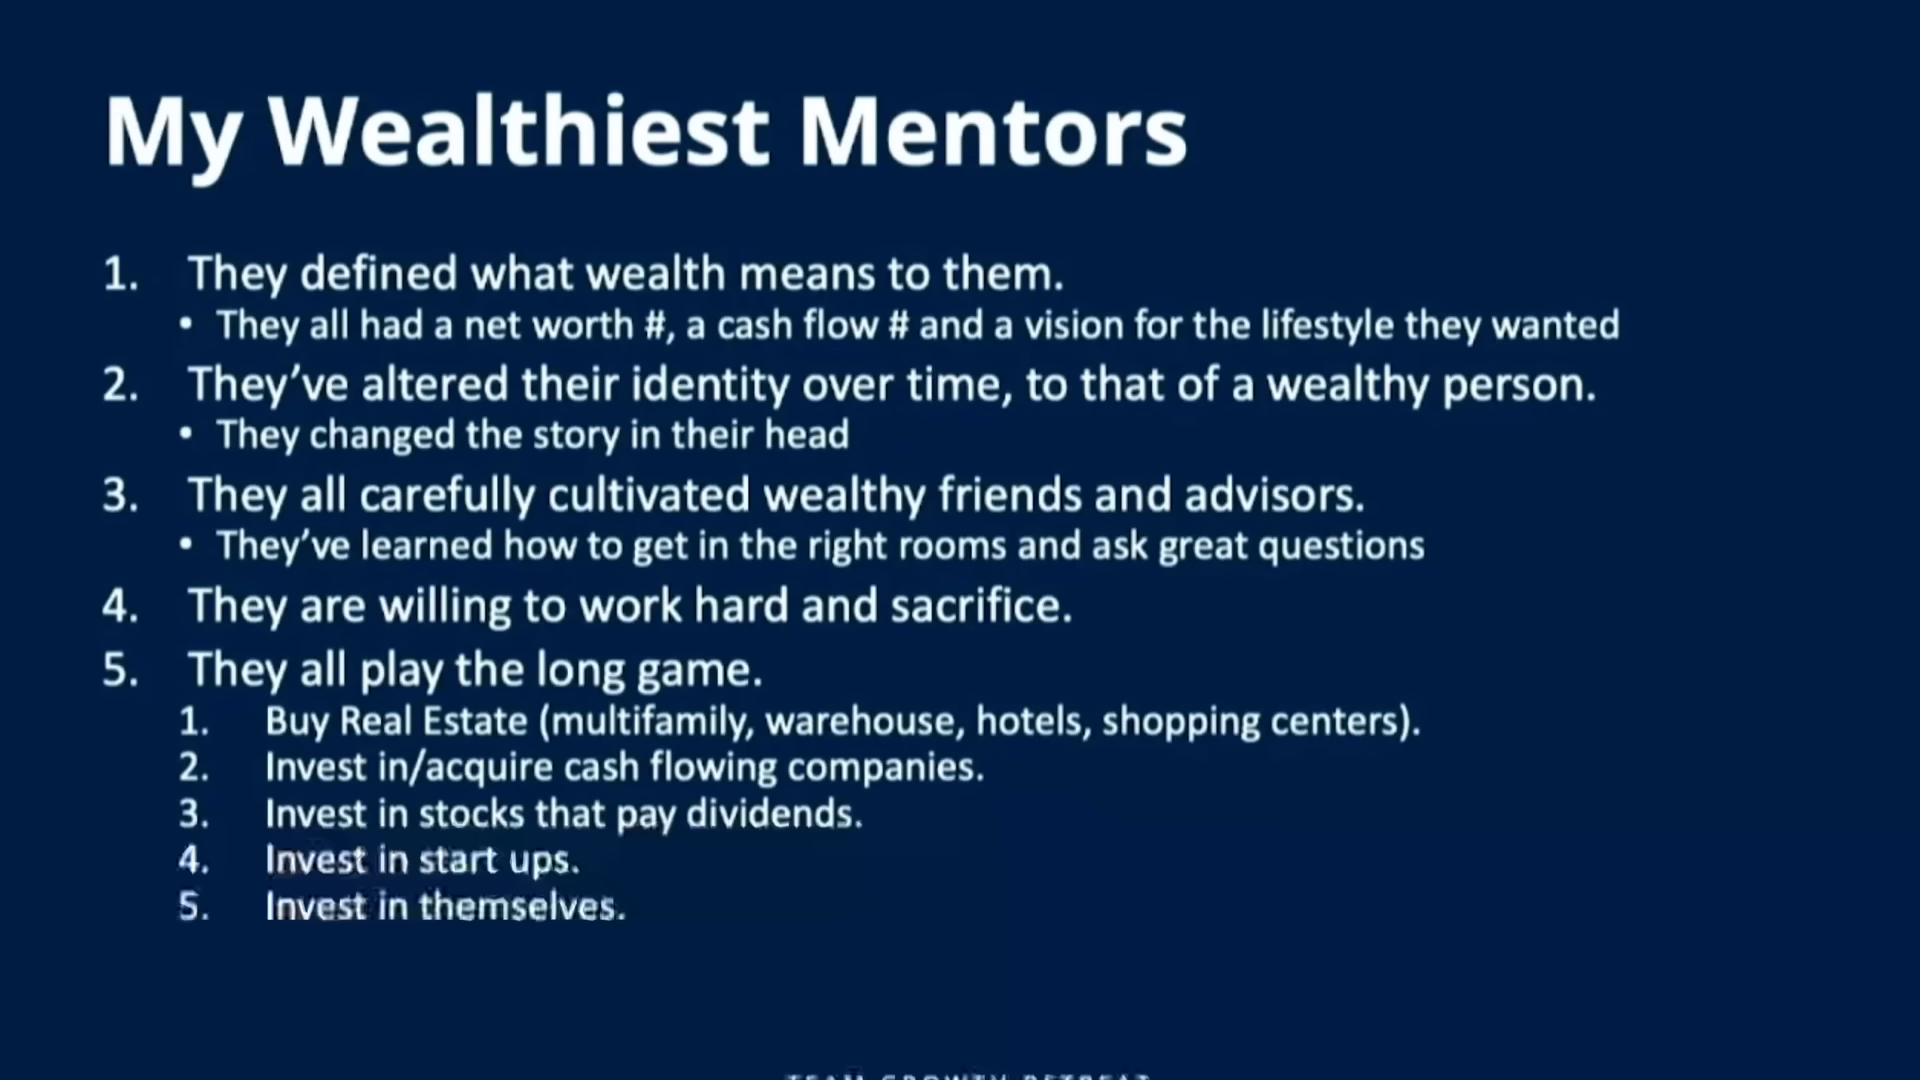 My Wealthiest Mentors
1. They defined what wealth means to them.
• They all had a net worth #, a cash flow # and a vision for the lifestyle they wanted
2. They’ve altered their identity over time, to that of a wealthy person.
• They changed the story in their head
3. They all carefully cultivated wealthy friends and advisors.
• They’ve learned how to get in the right rooms and ask great questions
4. They are willing to work hard and sacrifice.
5. They all play the long game.
1. Buy Real Estate (multifamily, warehouse, hotels, shopping centers).
2. Invest in/acquire cash flowing companies.
3. Invest in stocks that pay dividends.
4. Invest in start ups.
5. Invest in themselves.
TEAM GROWTH RETREAT